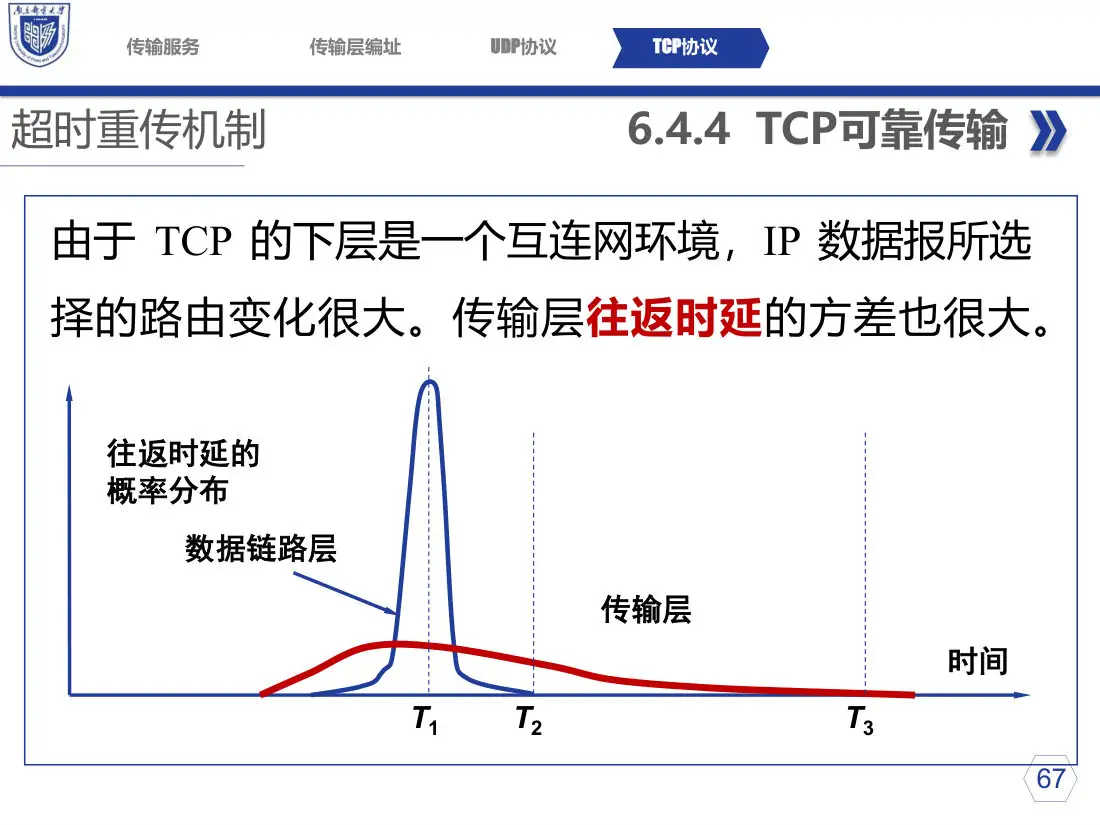 传输服务
传输层编址
UDP协议
TCP协议
超时重传机制
6.4.4 TCP可靠传输
由于 TCP 的下层是一个互连网环境，IP 数据报所选
择的路由变化很大。传输层往返时延的方差也很大。
往返时延的
概率分布
数据链路层
传输层
时间
T1
T2
T3
67